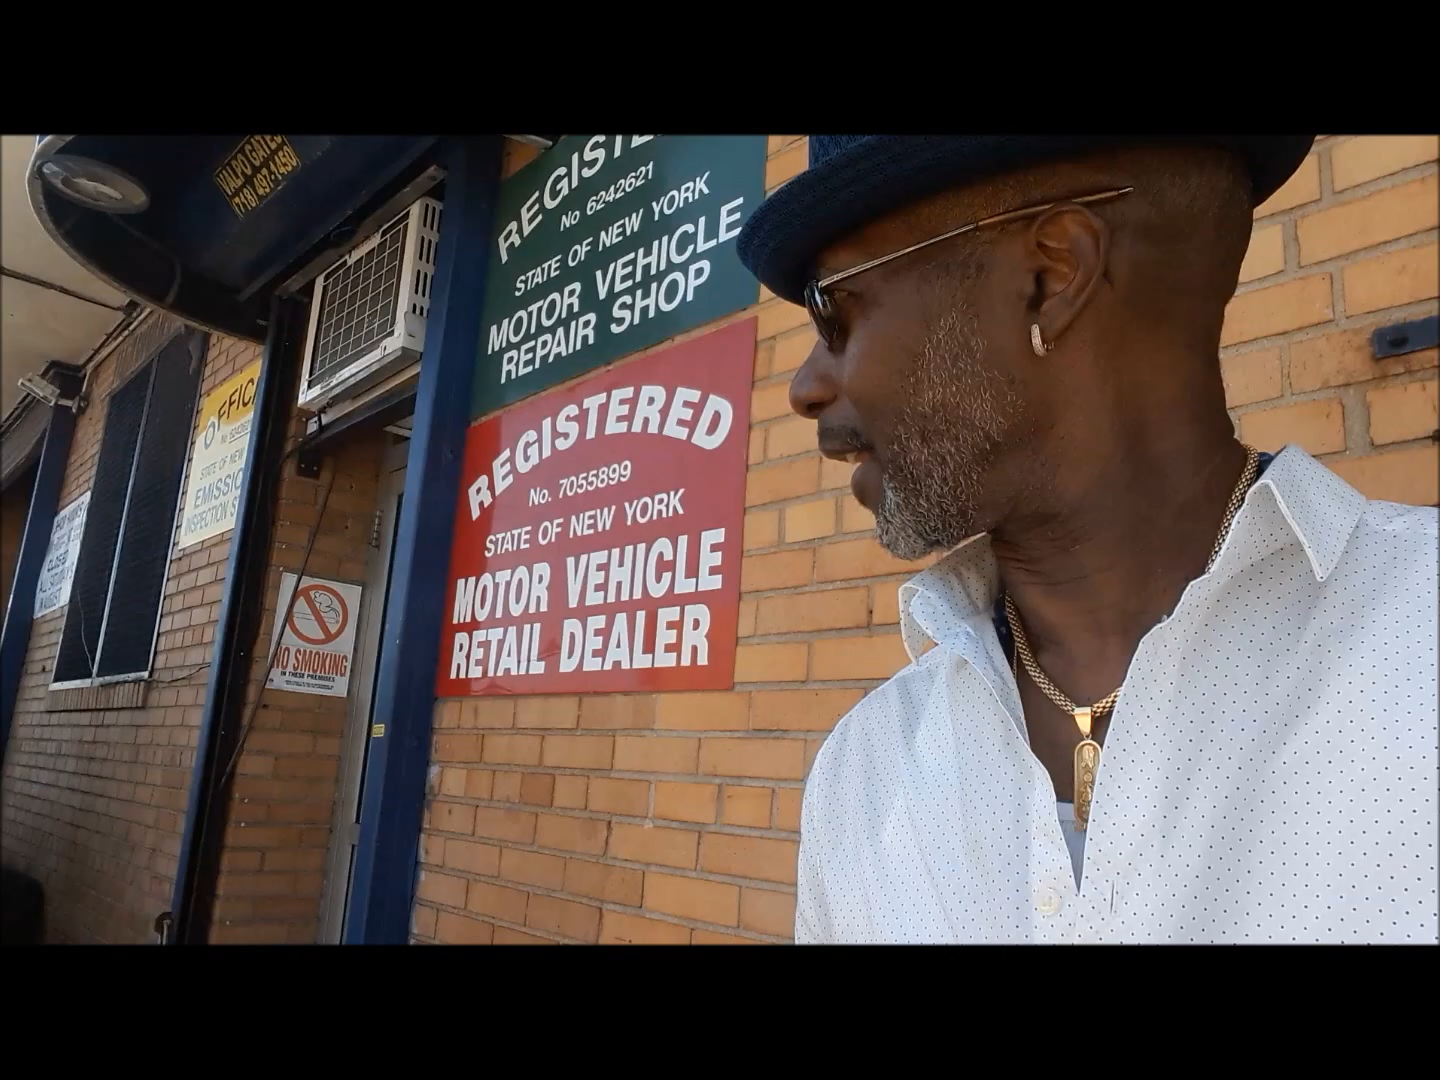 VALPO GATES
(718) 497-1450
REGISTE
No 6242621
STATE OF NEW YORK
MOTOR VEHICLE
REPAIR SHOP
REGISTERED
No. 7055899
STATE OF NEW YORK
MOTOR VEHICLE
RETAIL DEALER
FFICI
STATE OF NEW
EMISSIO
INSPECTION S
NO SMOKING
IN THESE PREMISES
CLOSED